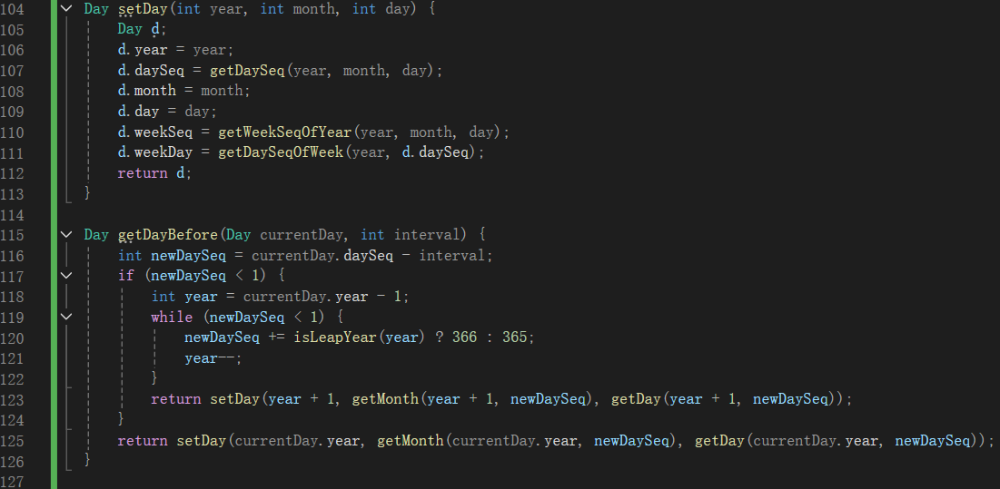 104 Day setDay(int year, int month, int day) {
105     Day d;
106     d.year = year;
107     d.daySeq = getDaySeq(year, month, day);
108     d.month = month;
109     d.day = day;
110     d.weekSeq = getWeekSeqOfYear(year, month, day);
111     d.weekDay = getDaySeqOfWeek(year, d.daySeq);
112     return d;
113 }
114
115 Day getDayBefore(Day currentDay, int interval) {
116     int newDaySeq = currentDay.daySeq - interval;
117     if (newDaySeq < 1) {
118         int year = currentDay.year - 1;
119         while (newDaySeq < 1) {
120             newDaySeq += isLeapYear(year) ? 366 : 365;
121             year--;
122         }
123         return setDay(year + 1, getMonth(year + 1, newDaySeq), getDay(year + 1, newDaySeq));
124     }
125     return setDay(currentDay.year, getMonth(currentDay.year, newDaySeq), getDay(currentDay.year, newDaySeq));
126 }
127